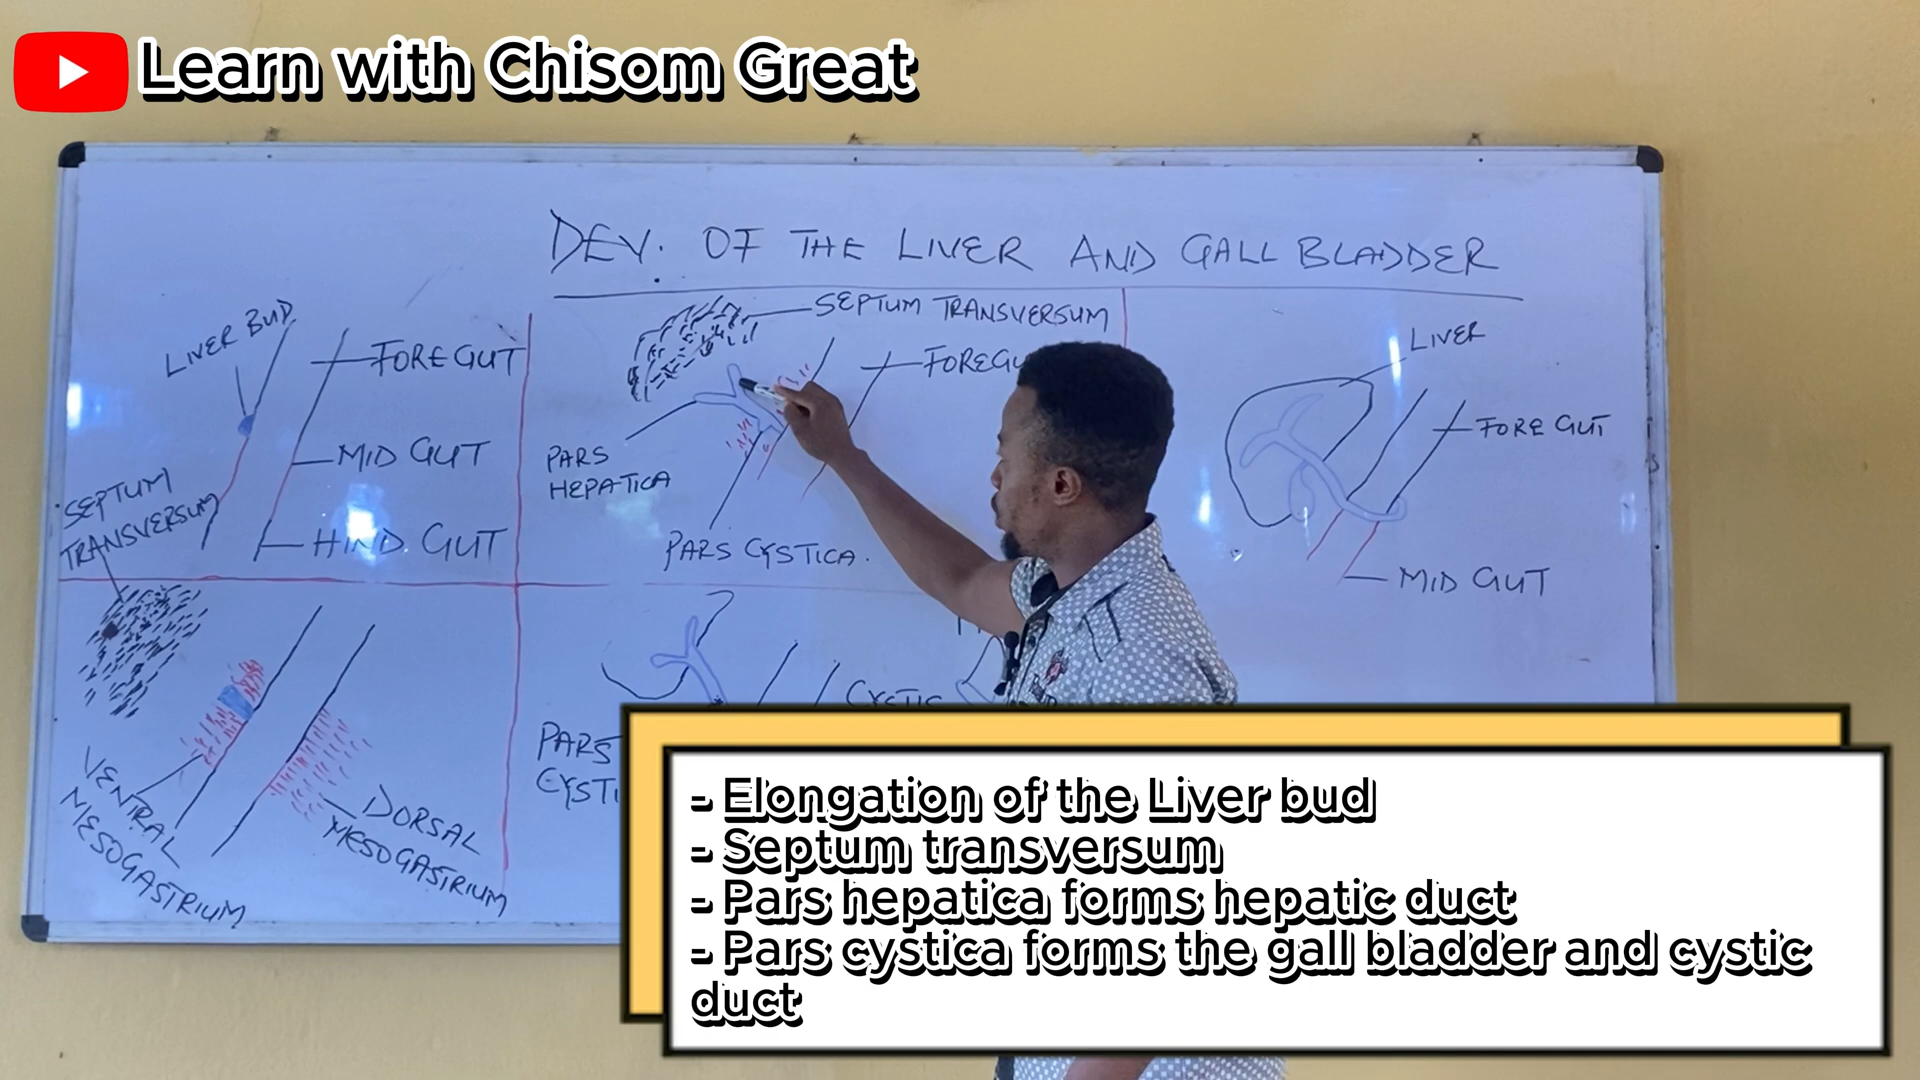 Learn with Chisom Great
DEV. OF THE LIVER AND GALL BLADDER
LIVER BUD
FORE GUT
MID GUT
HIND GUT
SEPTUM
TRANSVERSUM
SEPTUM TRANSVERSUM
PARS
HEPATICA
PARS CYSTICA.
LIVER
FORE GUT
MID GUT
VENTRAL
MESOGASTRIUM
DORSAL
MESOGASTRIUM
CYSTIC
PARS
- Elongation of the Liver bud
- Septum transversum
- Pars hepatica forms hepatic duct
- Pars cystica forms the gall bladder and cystic
duct